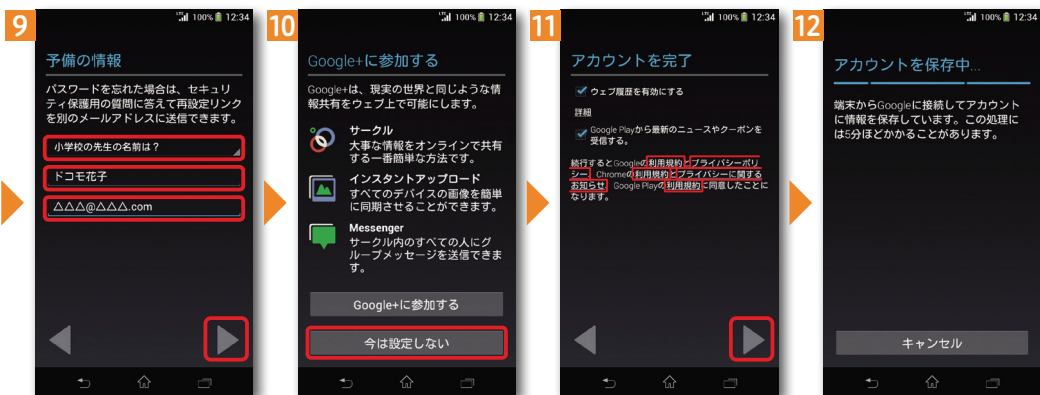 9
LTE 100% 12:34
予備の情報
パスワードを忘れた場合は、セキュリ
ティ保護用の質問に答えて再設定リンク
を別のメールアドレスに送信できます。
小学校の先生の名前は？
ドコモ花子
△△△@△△△.com
10
LTE 100% 12:34
Google+に参加する
Google+は、現実の世界と同じような情
報共有をウェブ上で可能にします。
サークル
大事な情報をオンラインで共有
する一番簡単な方法です。
インスタントアップロード
すべてのデバイスの画像を簡単
に同期させることができます。
Messenger
サークル内のすべての人にグ
ループメッセージを送信できま
す。
Google+に参加する
今は設定しない
11
LTE 100% 12:34
アカウントを完了
ウェブ履歴を有効にする
詳細
Google Playから最新のニュースやクーポンを
受信する。
続行するとGoogleの利用規約とプライバシーポリ
シー、Chromeの利用規約とプライバシーに関する
お知らせ、Google Playの利用規約に同意したことに
なります。
12
LTE 100% 12:34
アカウントを保存中...
端末からGoogleに接続してアカウント
に情報を保存しています。この処理に
は5分ほどかかることがあります。
キャンセル